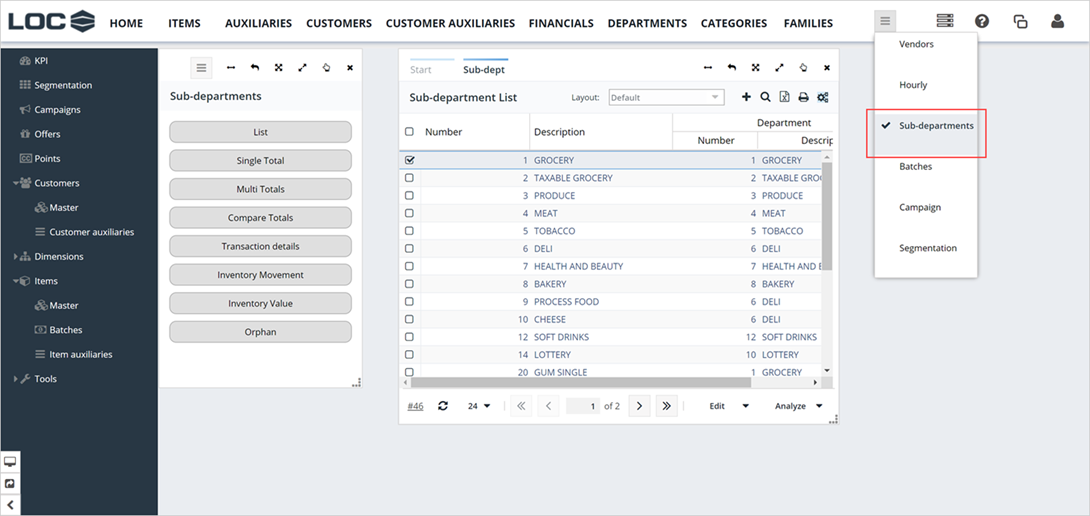 LOC
HOME ITEMS AUXILIARIES CUSTOMERS CUSTOMER AUXILIARIES FINANCIALS DEPARTMENTS CATEGORIES FAMILIES
KPI
Segmentation
Campaigns
Offers
Points
Customers
Master
Customer auxiliaries
Dimensions
Items
Master
Batches
Item auxiliaries
Tools
Sub-departments
List
Single Total
Multi Totals
Compare Totals
Transaction details
Inventory Movement
Inventory Value
Orphan
Start Sub-dept
Sub-department List Layout: Default
Number Description Department
Number Descrip
1 GROCERY 1 GROCERY
2 TAXABLE GROCERY 2 TAXABLE GRO
3 PRODUCE 3 PRODUCE
4 MEAT 4 MEAT
5 TOBACCO 5 TOBACCO
6 DELI 6 DELI
7 HEALTH AND BEAUTY 7 HEALTH AND E
8 BAKERY 8 BAKERY
9 PROCESS FOOD 6 DELI
10 CHEESE 6 DELI
12 SOFT DRINKS 12 SOFT DRINKS
14 LOTTERY 10 LOTTERY
20 GUM SINGLE 1 GROCERY
#46 24 1 of 2 Edit Analyze
Vendors
Hourly
Sub-departments
Batches
Campaign
Segmentation